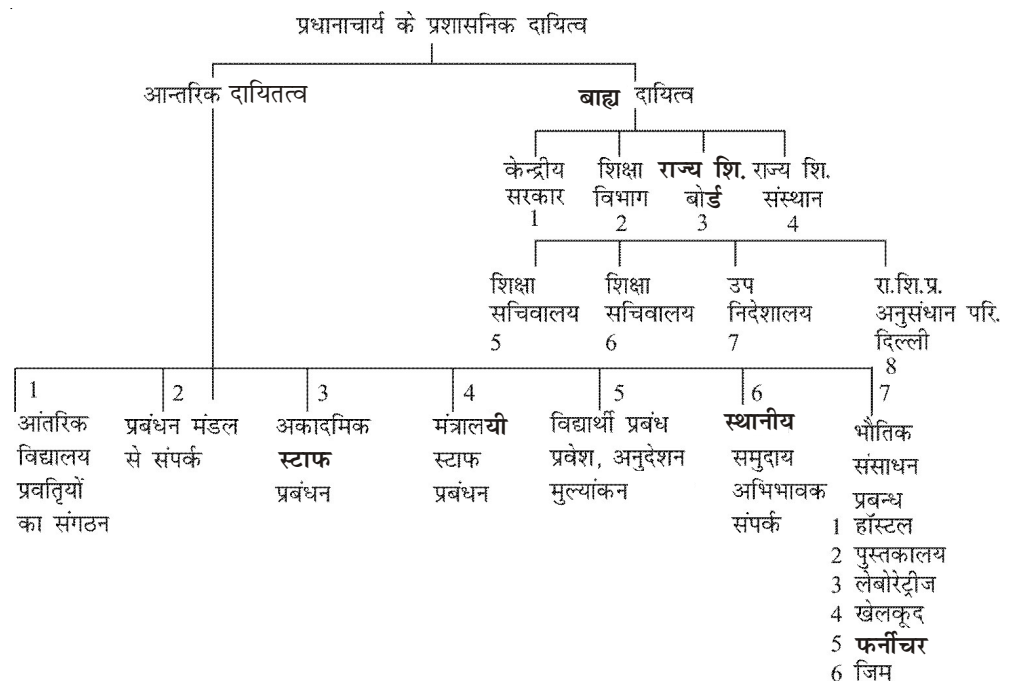 प्रधानाचार्य के प्रशासनिक दायित्व
आन्तरिक दायितत्व
बाह्य दायित्व
केन्द्रीय
सरकार
1
शिक्षा
विभाग
2
राज्य शि.
बोर्ड
3
राज्य शि.
संस्थान
4
शिक्षा
सचिवालय
5
शिक्षा
सचिवालय
6
उप
निदेशालय
7
रा.शि.प्र.
अनुसंधान परि.
दिल्ली
8
1
आंतरिक
विद्यालय
प्रवतियों
का संगठन
2
प्रबंधन मंडल
से संपर्क
3
अकादमिक
स्टाफ
प्रबंधन
4
मंत्रालयी
स्टाफ
प्रबंधन
5
विद्यार्थी प्रबंध
प्रवेश, अनुदेशन
मुल्यांकन
6
स्थानीय
समुदाय
अभिभावक
संपर्क
7
भौतिक
संसाधन
प्रबन्ध
1 हॉस्टल
2 पुस्तकालय
3 लेबोरेट्रीज
4 खेलकूद
5 फर्नीचर
6 जिम